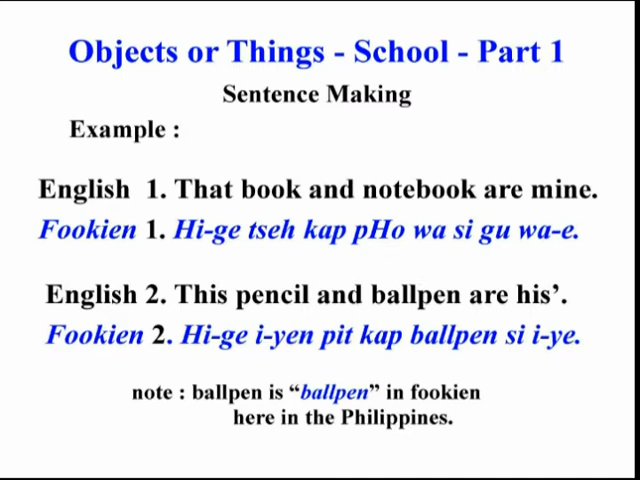 Objects or Things - School - Part 1
Sentence Making
Example :
English 1. That book and notebook are mine.
Fookien 1. Hi-ge tseh kap pHo wa si gu wa-e.
English 2. This pencil and ballpen are his’.
Fookien 2. Hi-ge i-yen pit kap ballpen si i-ye.
note : ballpen is “ballpen” in fookien
here in the Philippines.